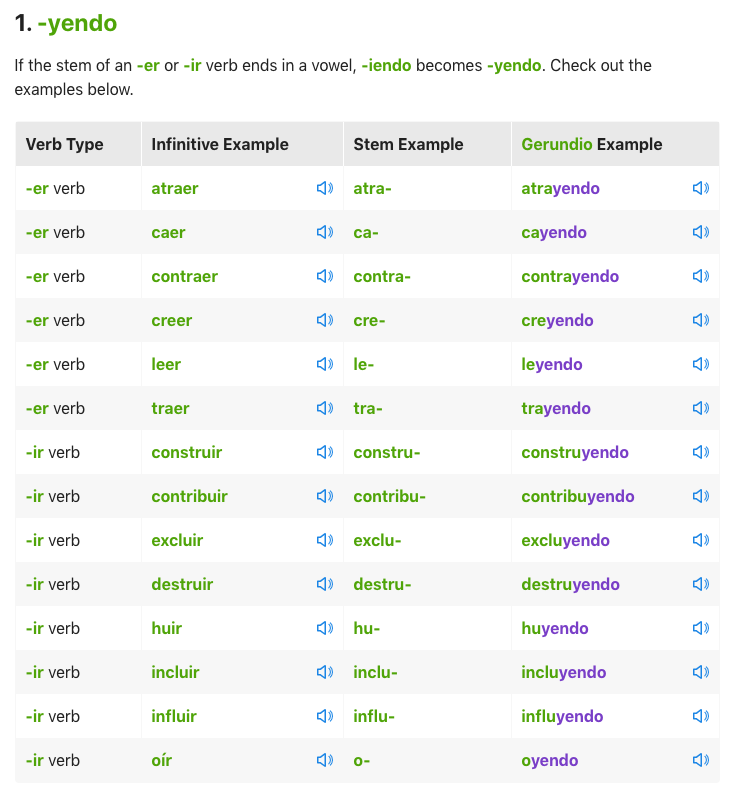 1. -yendo
If the stem of an -er or -ir verb ends in a vowel, -iendo becomes -yendo. Check out the
examples below.
Verb Type Infinitive Example Stem Example Gerundio Example
-er verb atraer atra- atrayendo
-er verb caer ca- cayendo
-er verb contraer contra- contrayendo
-er verb creer cre- creyendo
-er verb leer le- leyendo
-er verb traer tra- trayendo
-ir verb construir constru- construyendo
-ir verb contribuir contribu- contribuyendo
-ir verb excluir exclu- excluyendo
-ir verb destruir destru- destruyendo
-ir verb huir hu- huyendo
-ir verb incluir inclu- incluyendo
-ir verb influir influ- influyendo
-ir verb oír o- oyendo